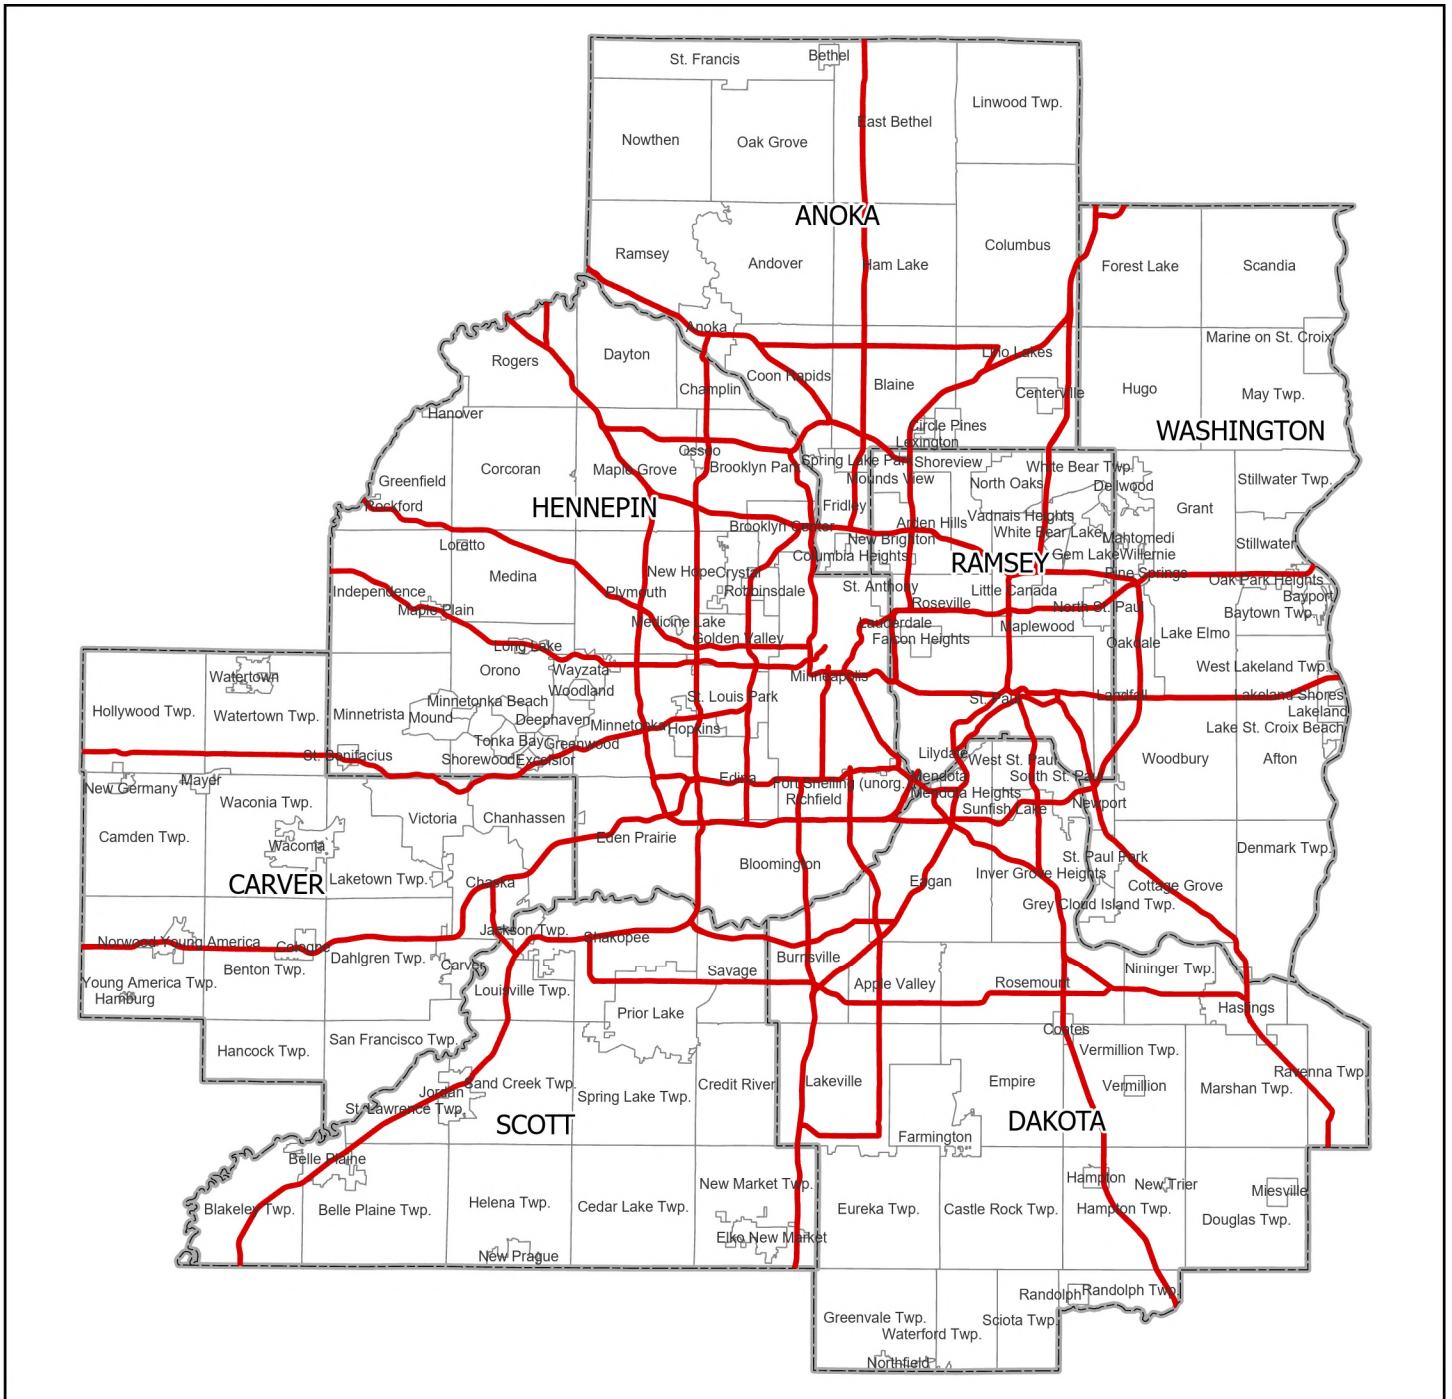 St. Francis
Bethel
Linwood Twp.
East Bethel
Nowthen
Oak Grove
ANOKA
Columbus
Ramsey
Andover
Ham Lake
Forest Lake
Scandia
Anoka
Marine on St. Croix
Rogers
Dayton
Lino Lakes
Coon Rapids
Blaine
Champlin
Centerville
Hugo
May Twp.
Hanover
Circle Pines
WASHINGTON
Lexington
Osseo
Spring Lake Park
Shoreview
Corcoran
Maple Grove
Brooklyn Park
White Bear Twp.
Greenfield
Mounds View
North Oaks
Dellwood
Stillwater Twp.
Rockford
HENNEPIN
Fridley
Grant
Brooklyn Center
Arden Hills
Vadnais Heights
White Bear Lake
Loretto
New Brighton
Mahtomedi
Stillwater
Columbia Heights
RAMSEY
Gem Lake
Willernie
Medina
New Hope
Crystal
Pine Springs
Independence
Plymouth
Robbinsdale
St. Anthony
Little Canada
Oak Park Heights
Bayport
Maple Plain
Roseville
North St. Paul
Baytown Twp.
Medicine Lake
Lauderdale
Maplewood
Golden Valley
Falcon Heights
Oakdale
Lake Elmo
Long Lake
Orono
Wayzata
West Lakeland Twp.
Watertown
Minneapolis
Woodland
St. Louis Park
St. Paul
Landfall
Lakeland Shores
Minnetonka Beach
Hollywood Twp.
Watertown Twp.
Minnetrista
Mound
Deephaven
Minnetonka
Hopkins
Lakeland
Lake St. Croix Beach
Tonka Bay
Greenwood
St. Bonifacius
Shorewood
Excelsior
Lilydale
West St. Paul
Woodbury
Afton
New Germany
Mayer
Edina
Fort Snelling (unorg.
Mendota
South St. Paul
Waconia Twp.
Richfield
Mendota Heights
Newport
Victoria
Chanhassen
Sunfish Lake
Camden Twp.
Waconia
Eden Prairie
Denmark Twp.
Bloomington
St. Paul Park
Inver Grove Heights
CARVER
Laketown Twp.
Chaska
Eagan
Cottage Grove
Grey Cloud Island Twp.
Norwood Young America
Cologne
Jackson Twp.
Shakopee
Dahlgren Twp.
Burnsville
Benton Twp.
Carver
Savage
Nininger Twp.
Young America Twp.
Louisville Twp.
Apple Valley
Rosemount
Hamburg
Prior Lake
Hastings
Coates
San Francisco Twp.
Hancock Twp.
Vermillion Twp.
Ravenna Twp.
Jordan
Sand Creek Twp.
Credit River
Lakeville
Empire
Vermillion
Marshan Twp.
Spring Lake Twp.
St. Lawrence Twp.
SCOTT
DAKOTA
Farmington
Belle Plaine
New Market Twp.
Hampton
New Trier
Miesville
Blakeley Twp.
Belle Plaine Twp.
Helena Twp.
Cedar Lake Twp.
Eureka Twp.
Castle Rock Twp.
Hampton Twp.
Douglas Twp.
Elko New Market
New Prague
Randolph
Randolph Twp.
Greenvale Twp.
Sciota Twp.
Waterford Twp.
Northfield